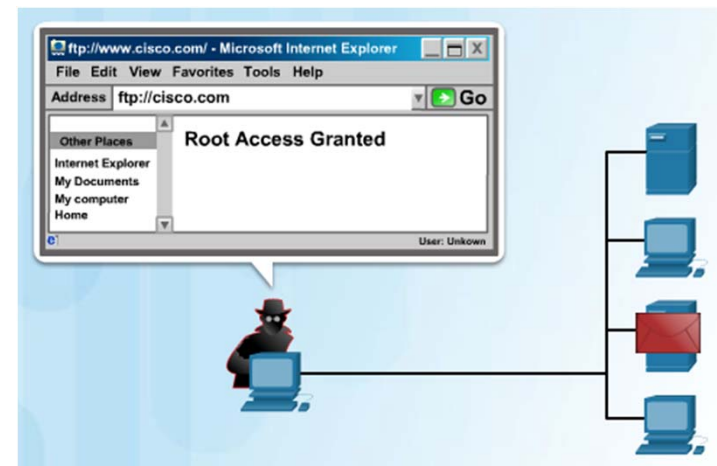 ftp://www.cisco.com/ - Microsoft Internet Explorer
File Edit View Favorites Tools Help
Address ftp://cisco.com Go
Other Places
Internet Explorer
My Documents
My computer
Home
Root Access Granted
User: Unkown